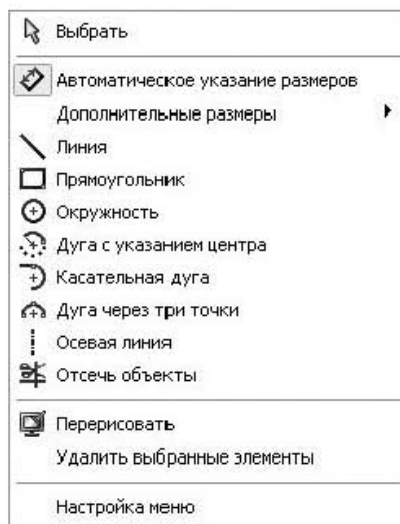 Выбрать
Автоматическое указание размеров
Дополнительные размеры
Линия
Прямоугольник
Окружность
Дуга с указанием центра
Касательная дуга
Дуга через три точки
Осевая линия
Отсечь объекты
Перерисовать
Удалить выбранные элементы
Настройка меню